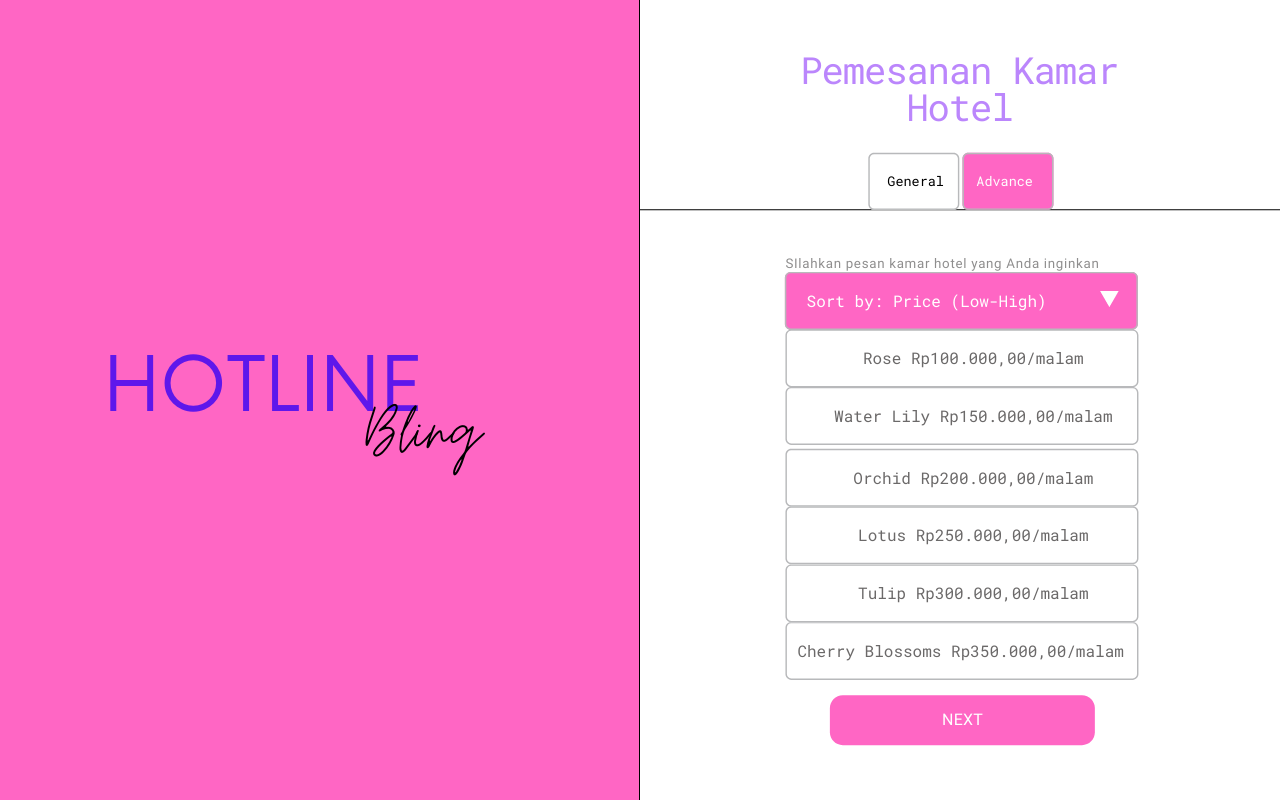 HOTLINE
Bling
Pemesanan Kamar
Hotel
General
Advance
SIlahkan pesan kamar hotel yang Anda inginkan
Sort by: Price (Low-High)
Rose Rp100.000,00/malam
Water Lily Rp150.000,00/malam
Orchid Rp200.000,00/malam
Lotus Rp250.000,00/malam
Tulip Rp300.000,00/malam
Cherry Blossoms Rp350.000,00/malam
NEXT